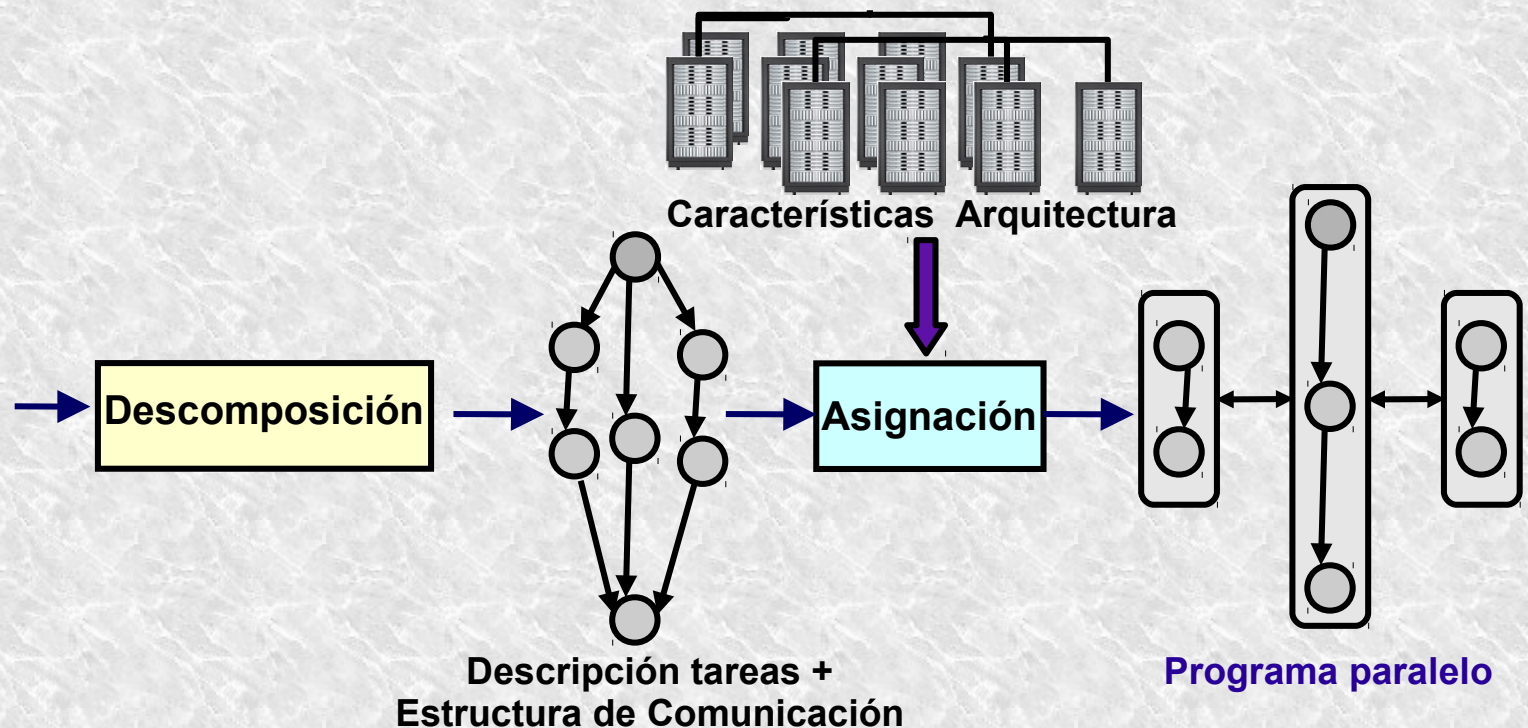 Características Arquitectura
Descomposición
Asignación
Descripción tareas +
Estructura de Comunicación
Programa paralelo